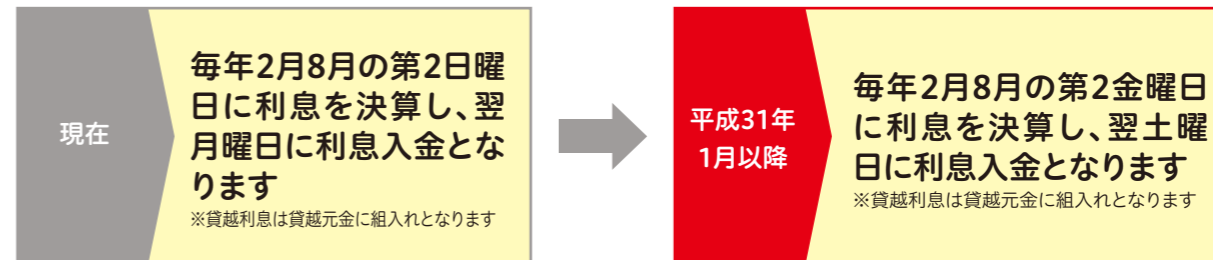 現在
毎年2月8月の第2日曜
日に利息を決算し、翌
月曜日に利息入金とな
ります
※貸越利息は貸越元金に組入れとなります
平成31年
1月以降
毎年2月8月の第2金曜日
に利息を決算し、翌土曜
日に利息入金となります
※貸越利息は貸越元金に組入れとなります